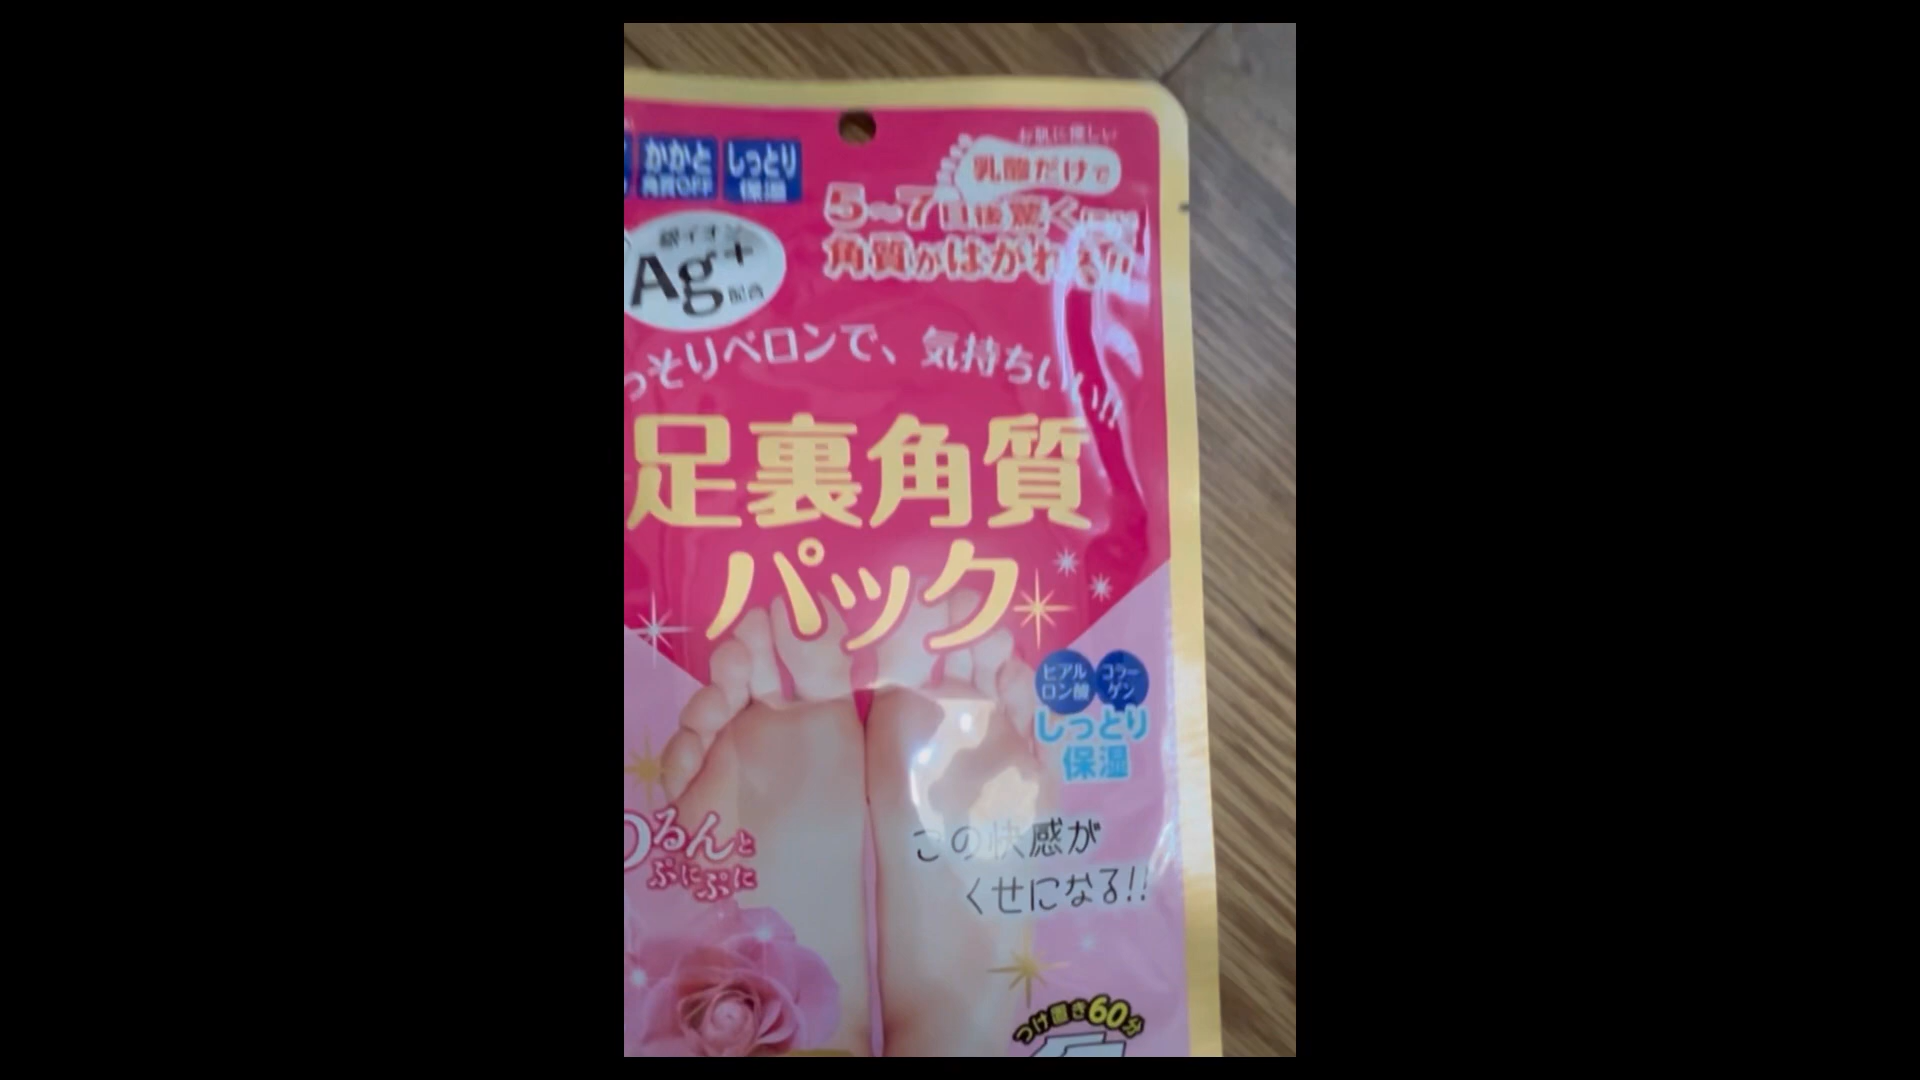 かかと
角質OFF
しっとり
保湿
お肌に優しい
乳酸だけで
5〜7日後驚く
角質がはがれる!!
銀イオン
Ag+
配合
っそりペロンで、気持ちいい!!
足裏角質
パック
ヒアル
ロン酸
コラー
ゲン
しっとり
保湿
るんと
ぷにぷに
この快感が
くせになる!!
つけ置き60分